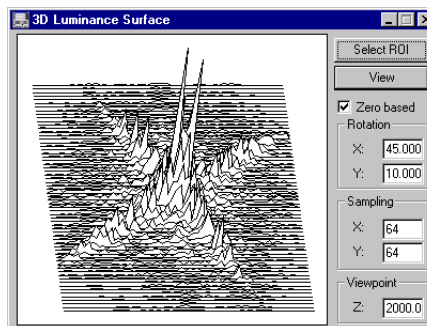 3D Luminance Surface
Select ROI
View
Zero based
Rotation
X: 45.000
Y: 10.000
Sampling
X: 64
Y: 64
Viewpoint
Z: 2000.0